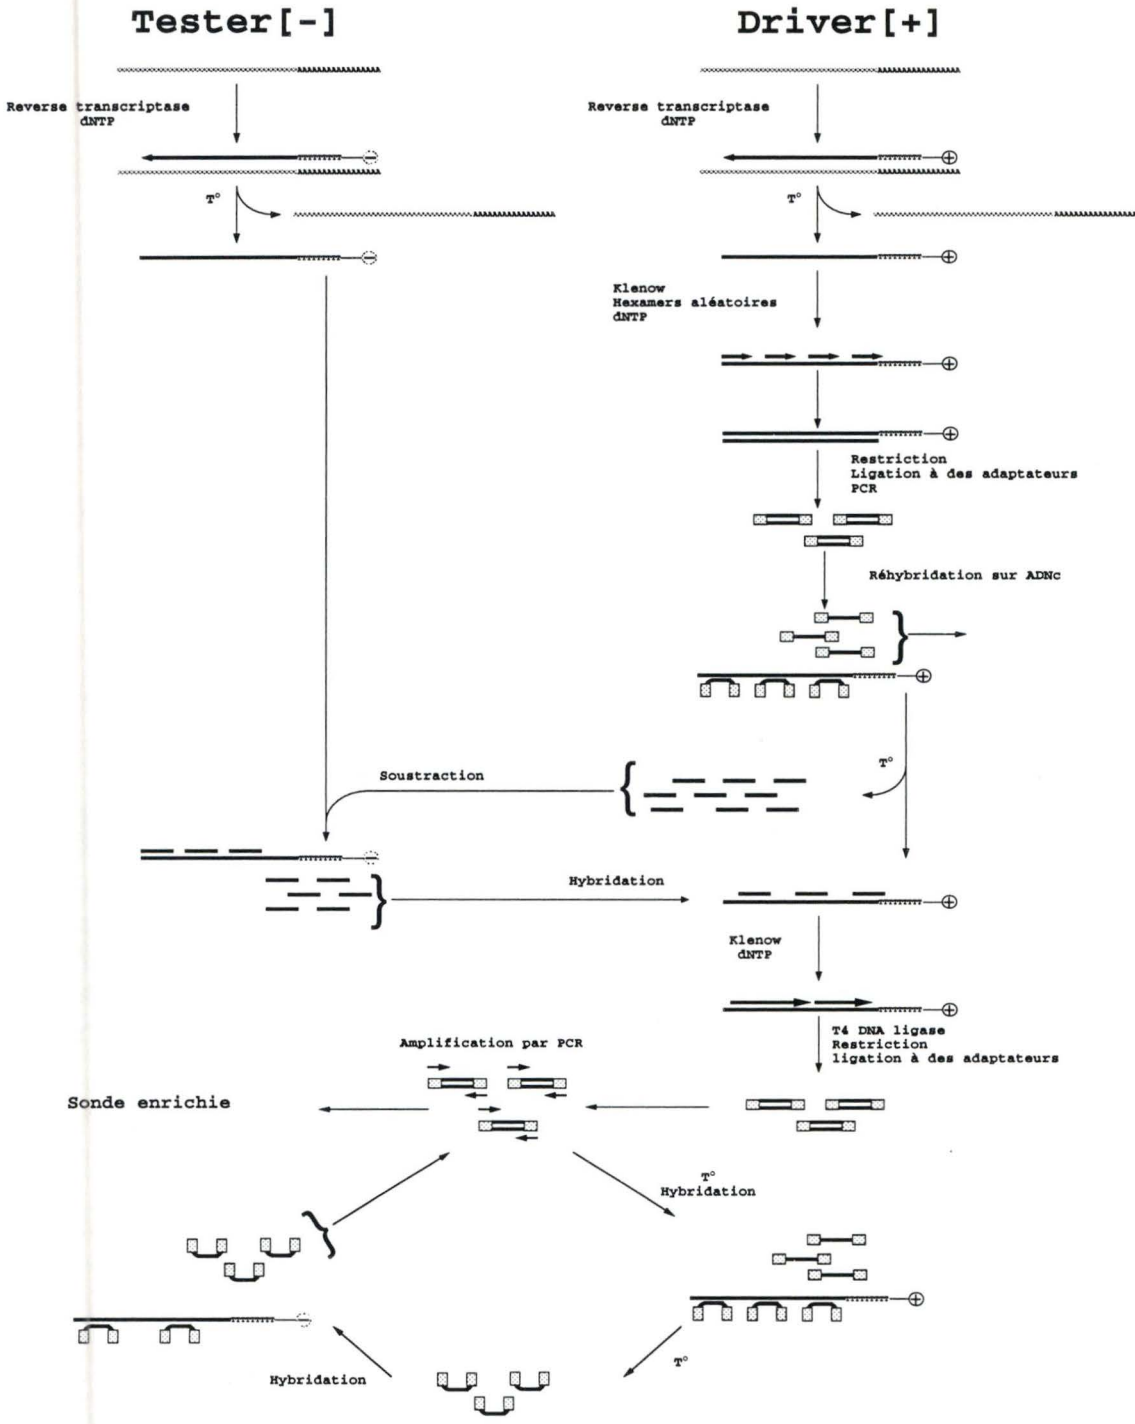 Tester[-]
Driver[+]
Reverse transcriptase
dNTP
Reverse transcriptase
dNTP
T°
T°
Klenow
Hexamers aléatoires
dNTP
Restriction
Ligation à des adaptateurs
PCR
Réhybridation sur ADNc
T°
Soustraction
Hybridation
Klenow
dNTP
T4 DNA ligase
Restriction
ligation à des adaptateurs
Amplification par PCR
Sonde enrichie
T°
Hybridation
T°
Hybridation